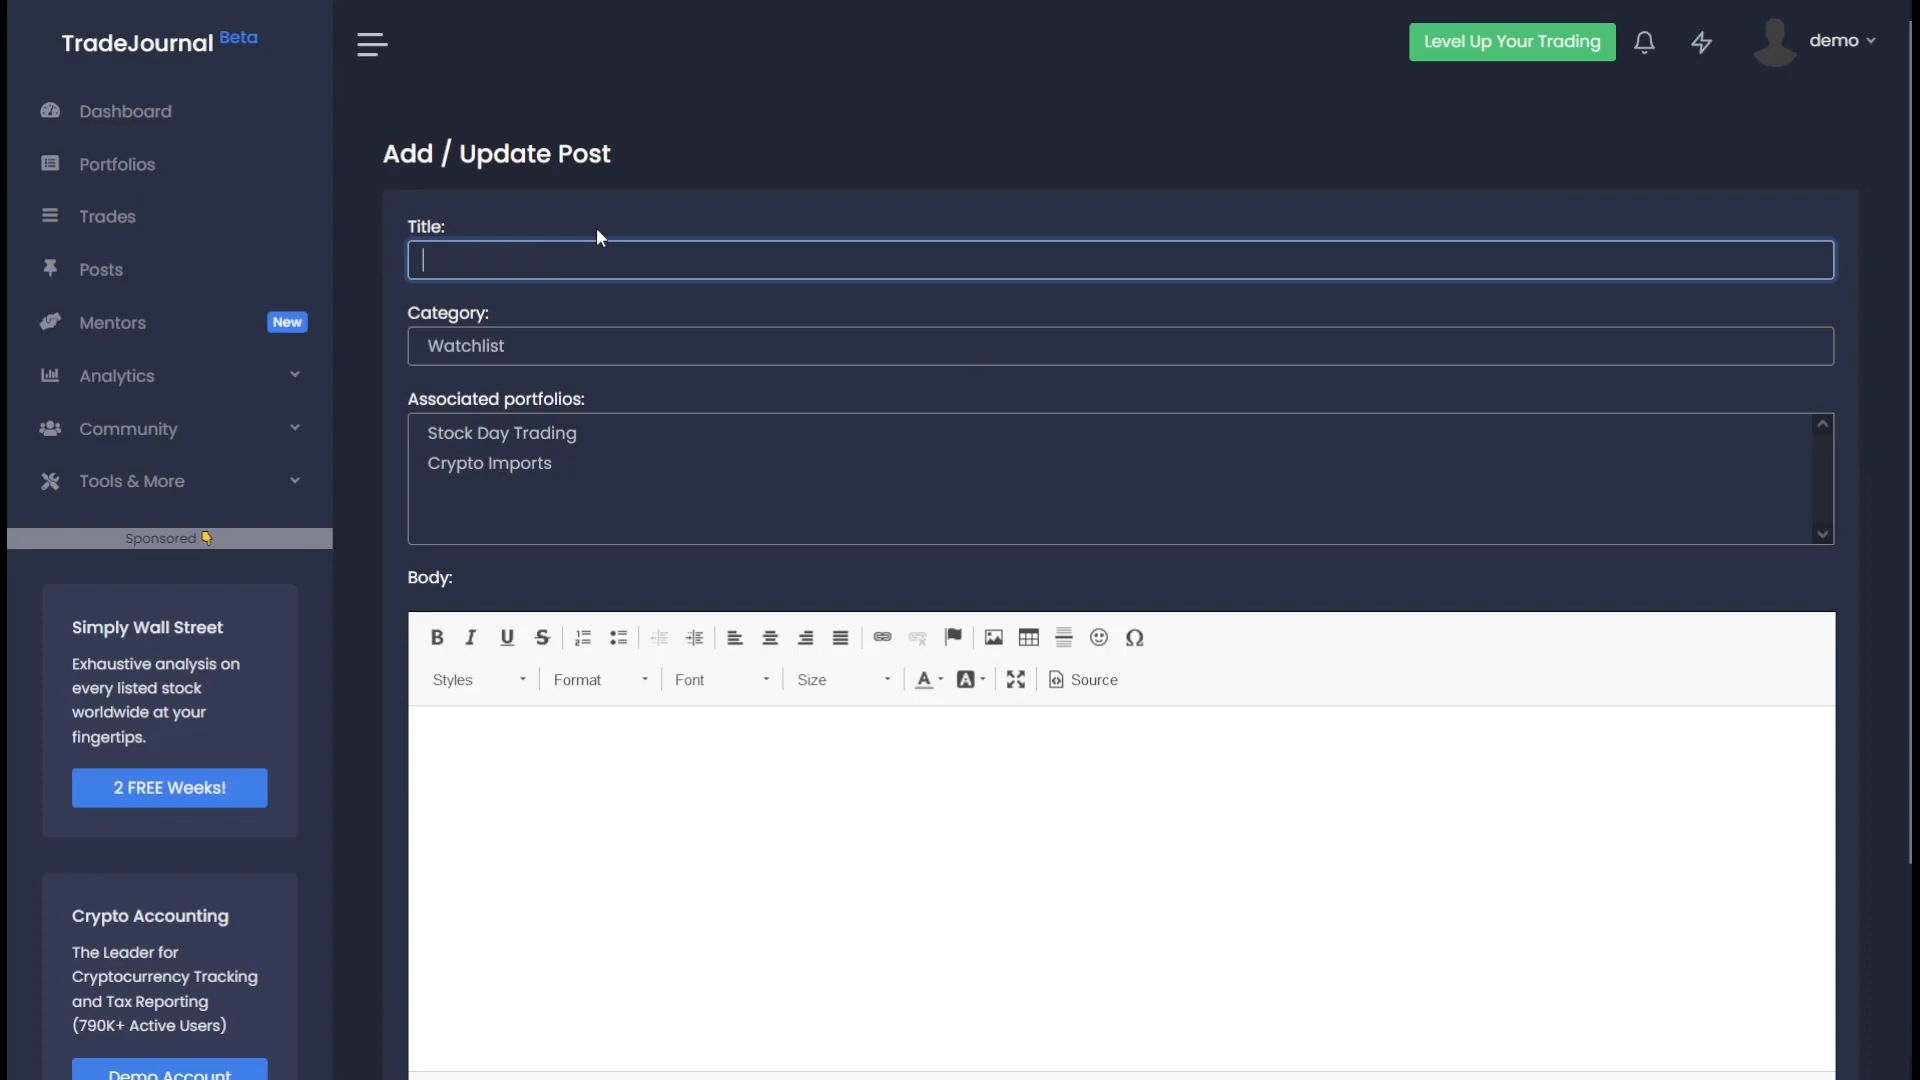 TradeJournal Beta
Level Up Your Trading
demo
Dashboard
Portfolios
Trades
Posts
Mentors
New
Analytics
Community
Tools & More
Sponsored
Simply Wall Street
Exhaustive analysis on
every listed stock
worldwide at your
fingertips.
2 FREE Weeks!
Crypto Accounting
The Leader for
Cryptocurrency Tracking
and Tax Reporting
(790K+ Active Users)
Demo Account
Add / Update Post
Title:
Category:
Watchlist
Associated portfolios:
Stock Day Trading
Crypto Imports
Body:
B I U S
Styles Format Font Size A A Source